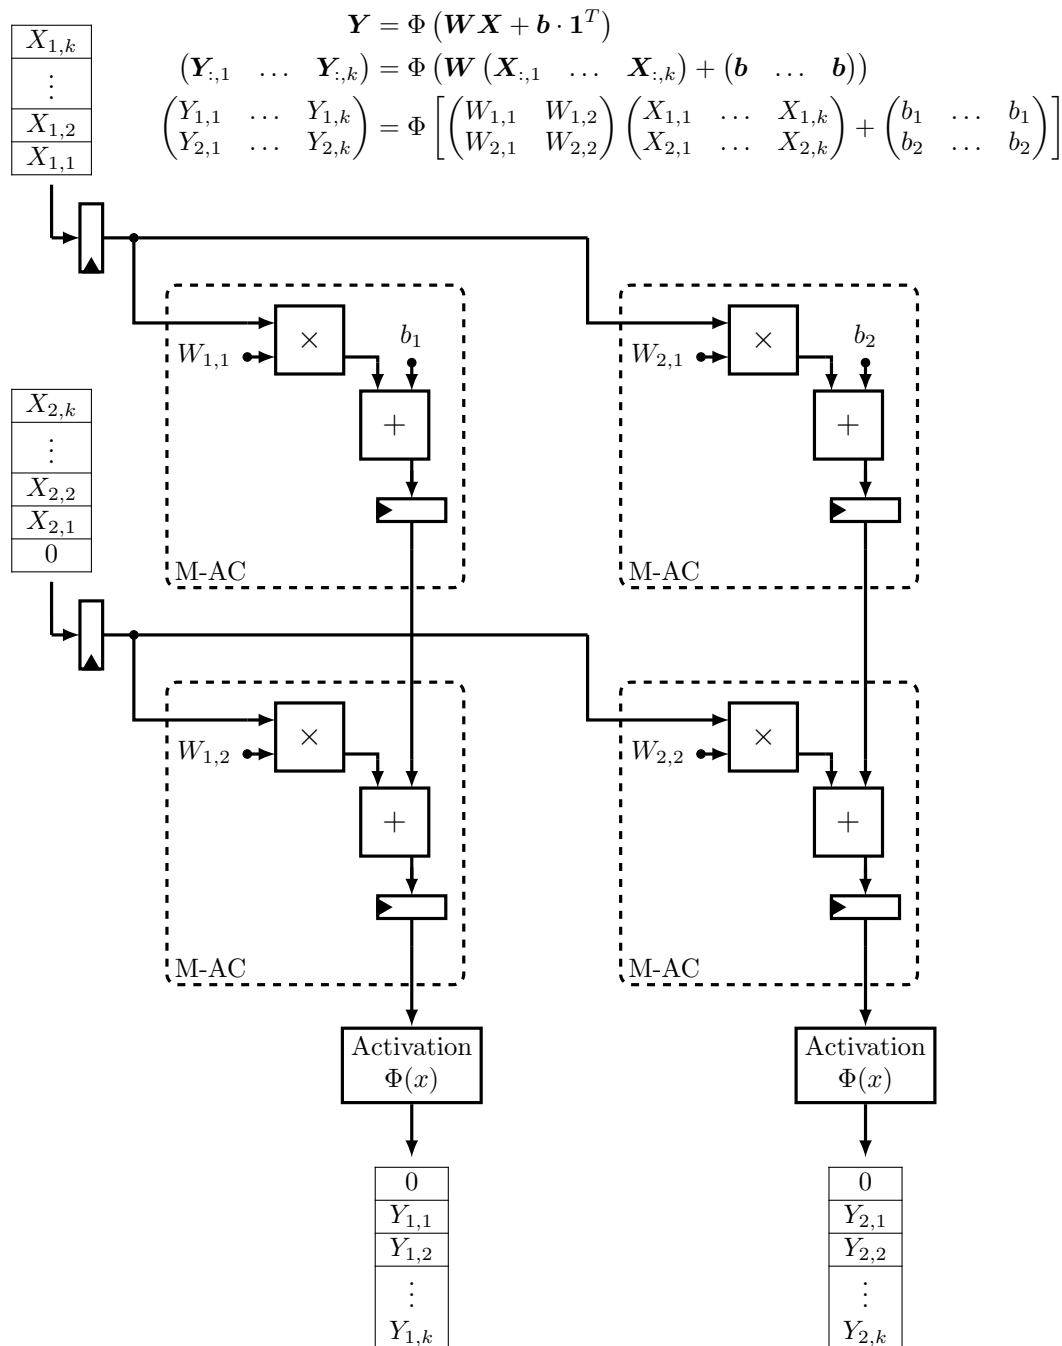 Y = Φ (W X + b · 1^T)
(Y_{:,1} … Y_{:,k}) = Φ (W (X_{:,1} … X_{:,k}) + (b … b))
(Y_{1,1} … Y_{1,k}; Y_{2,1} … Y_{2,k}) = Φ [(W_{1,1} W_{1,2}; W_{2,1} W_{2,2}) (X_{1,1} … X_{1,k}; X_{2,1} … X_{2,k}) + (b_1 … b_1; b_2 … b_2)]
X_{1,k}
⋮
X_{1,2}
X_{1,1}
×
W_{1,1}
b_1
+
M-AC
×
W_{2,1}
b_2
+
M-AC
X_{2,k}
⋮
X_{2,2}
X_{2,1}
0
×
W_{1,2}
+
M-AC
×
W_{2,2}
+
M-AC
Activation
Φ(x)
Activation
Φ(x)
0
Y_{1,1}
Y_{1,2}
⋮
Y_{1,k}
0
Y_{2,1}
Y_{2,2}
⋮
Y_{2,k}